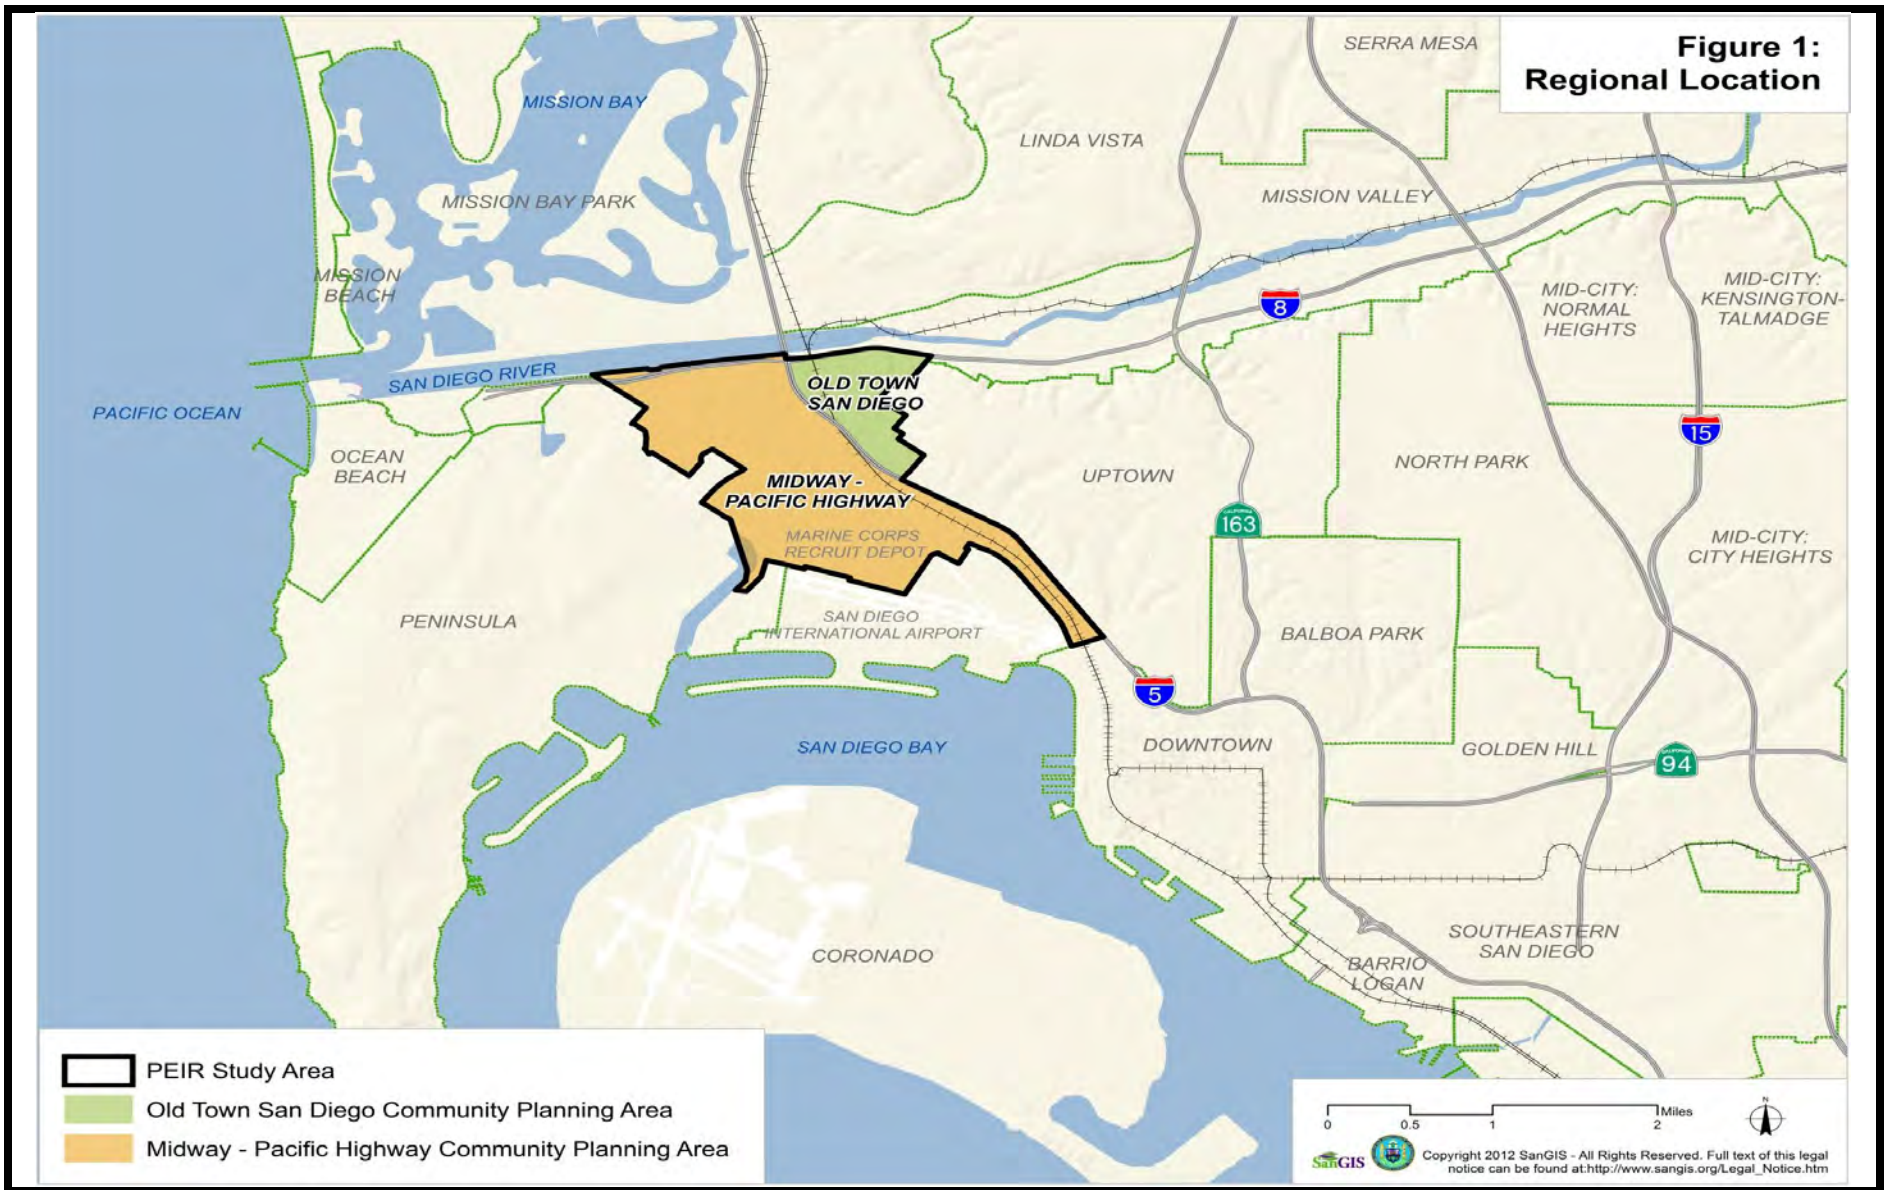 Figure 1:
Regional Location
SERRA MESA
MISSION BAY
LINDA VISTA
MISSION BAY PARK
MISSION VALLEY
MISSION
BEACH
MID-CITY:
NORMAL
HEIGHTS
MID-CITY:
KENSINGTON-
TALMADGE
8
SAN DIEGO RIVER
OLD TOWN
SAN DIEGO
PACIFIC OCEAN
15
OCEAN
BEACH
UPTOWN
NORTH PARK
MIDWAY -
PACIFIC HIGHWAY
CALIFORNIA
163
MARINE CORPS
RECRUIT DEPOT
MID-CITY:
CITY HEIGHTS
PENINSULA
SAN DIEGO
INTERNATIONAL AIRPORT
BALBOA PARK
5
SAN DIEGO BAY
DOWNTOWN
GOLDEN HILL
CALIFORNIA
94
CORONADO
SOUTHEASTERN
SAN DIEGO
BARRIO
LOGAN
PEIR Study Area
Old Town San Diego Community Planning Area
Midway - Pacific Highway Community Planning Area
Miles
0 0.5 1 2
N
SanGIS
Copyright 2012 SanGIS - All Rights Reserved. Full text of this legal
notice can be found at:http://www.sangis.org/Legal_Notice.htm